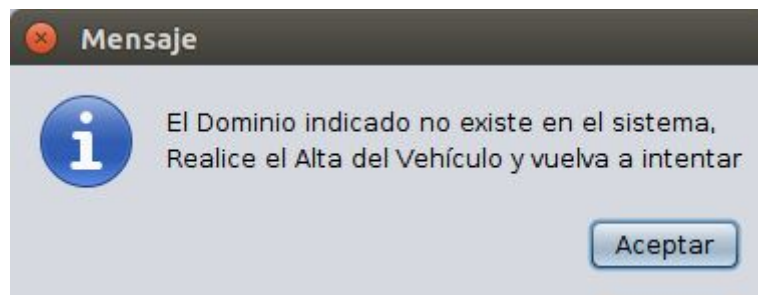 Mensaje
El Dominio indicado no existe en el sistema,
Realice el Alta del Vehículo y vuelva a intentar
Aceptar